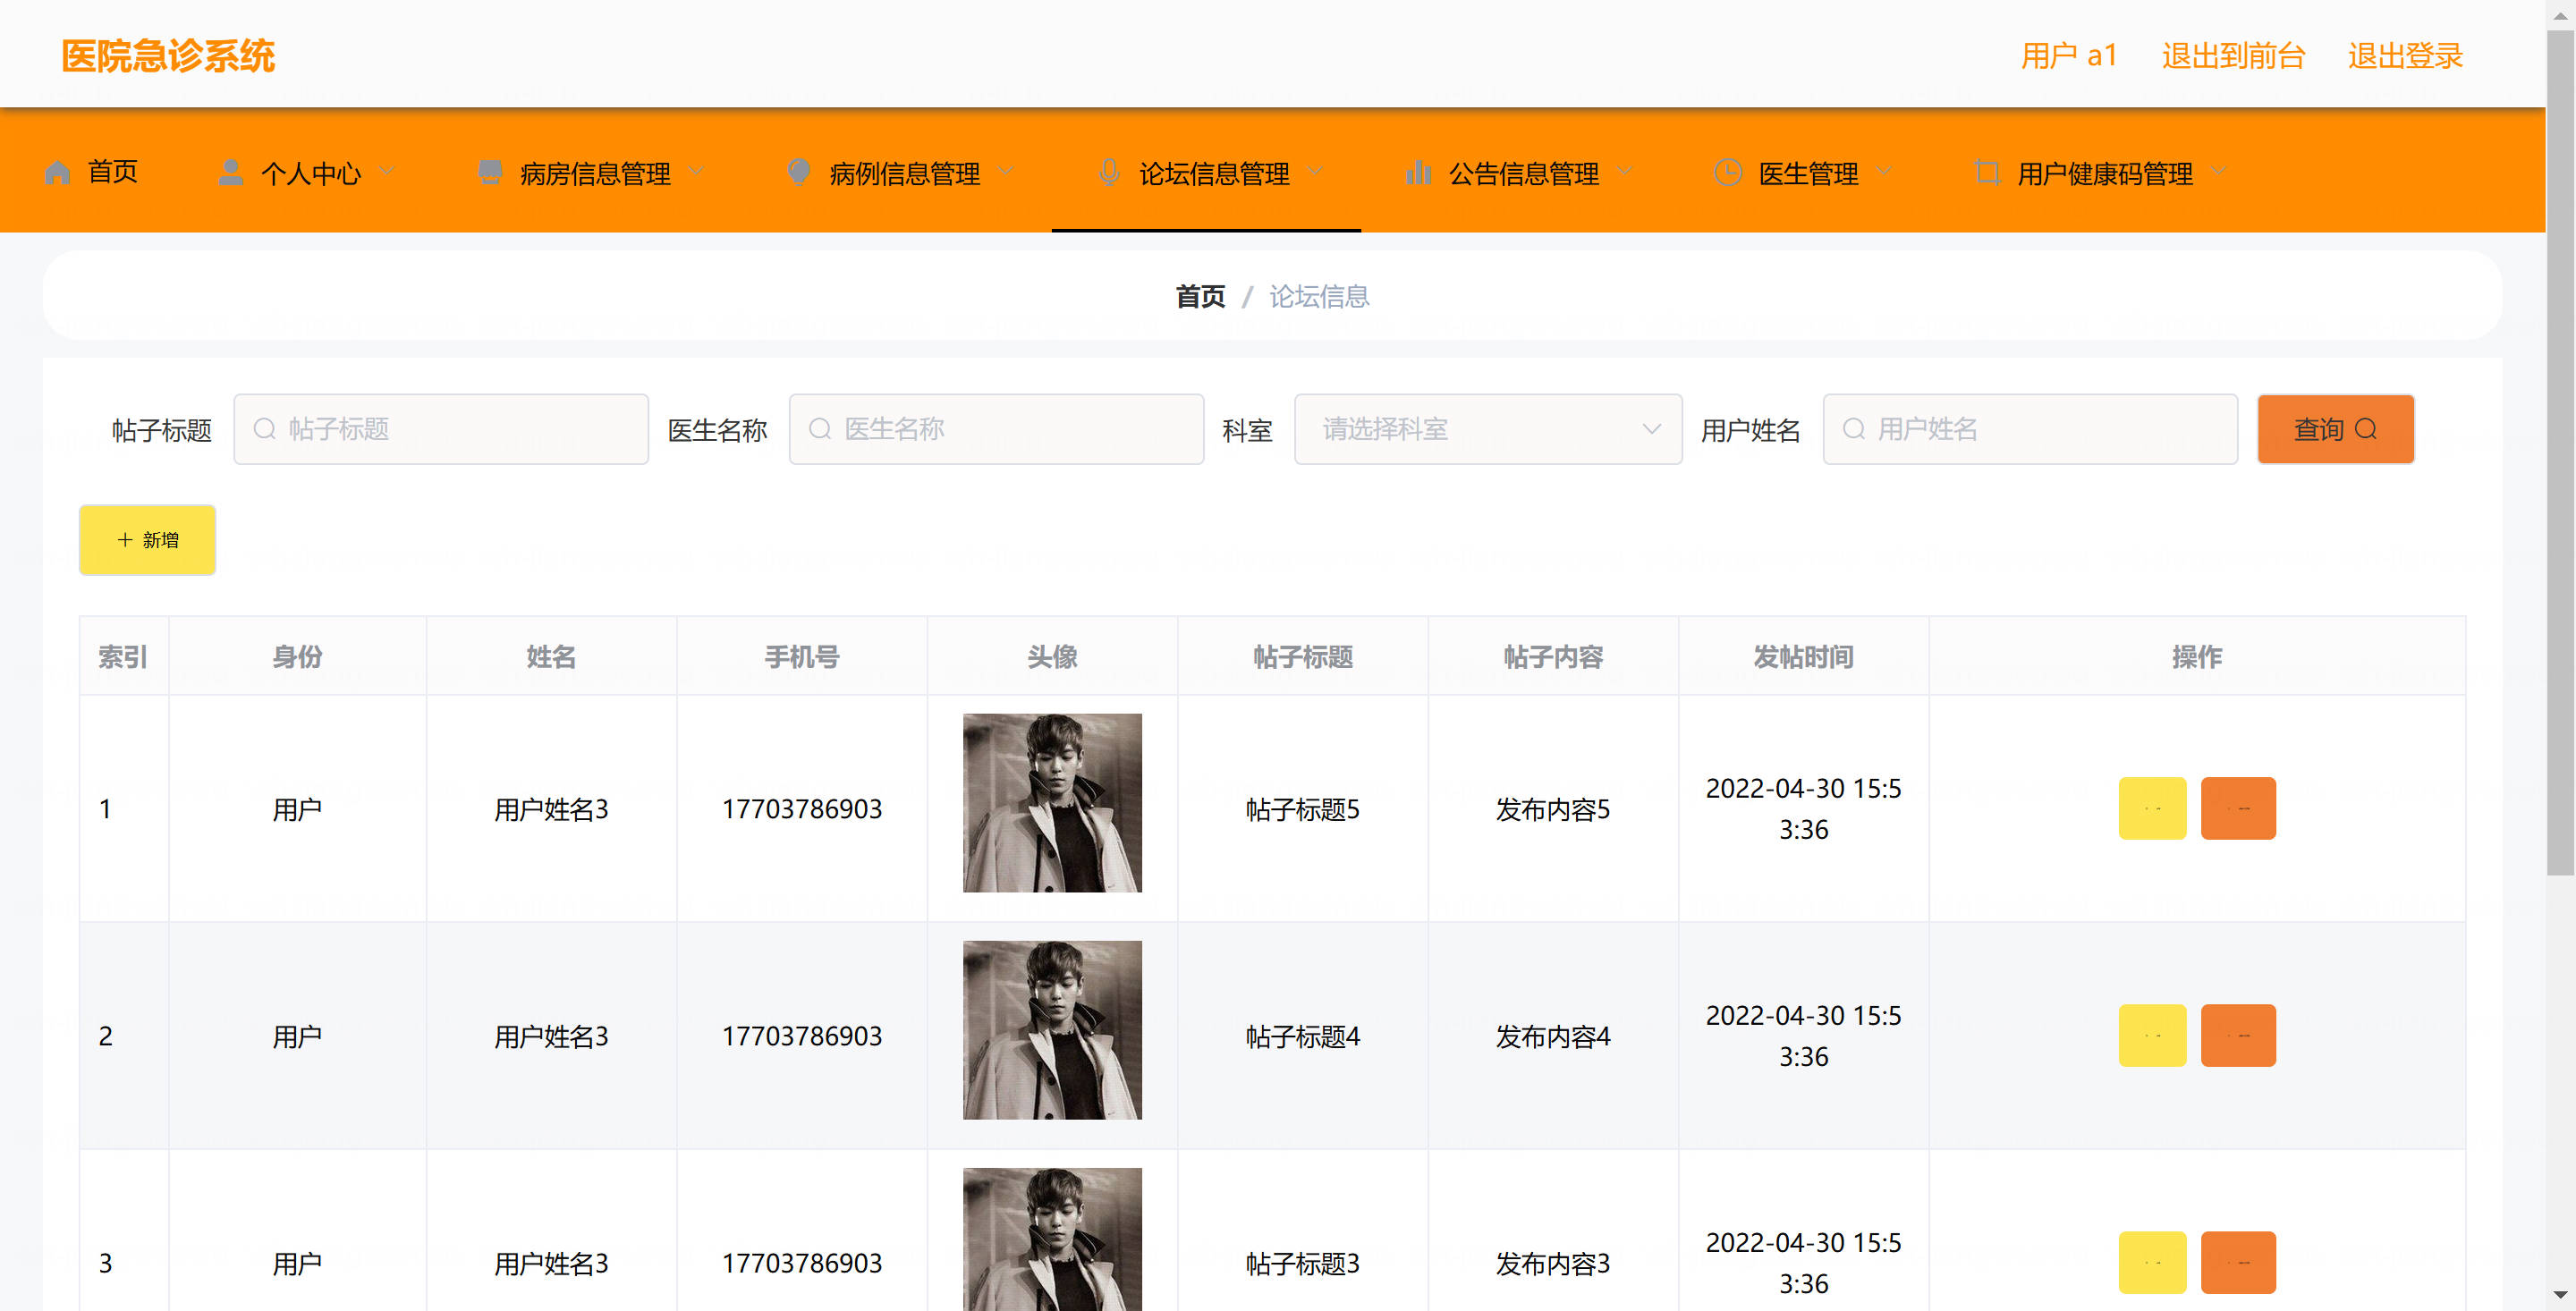 医院急诊系统
用户 a1 退出到前台 退出登录
首页 个人中心 病房信息管理 病例信息管理 论坛信息管理 公告信息管理 医生管理 用户健康码管理
首页 / 论坛信息
帖子标题 帖子标题 医生名称 医生名称 科室 请选择科室 用户姓名 用户姓名 查询
+ 新增
索引 身份 姓名 手机号 头像 帖子标题 帖子内容 发帖时间 操作
1 用户 用户姓名3 17703786903 帖子标题5 发布内容5 2022-04-30 15:5
3:36
2 用户 用户姓名3 17703786903 帖子标题4 发布内容4 2022-04-30 15:5
3:36
3 用户 用户姓名3 17703786903 帖子标题3 发布内容3 2022-04-30 15:5
3:36